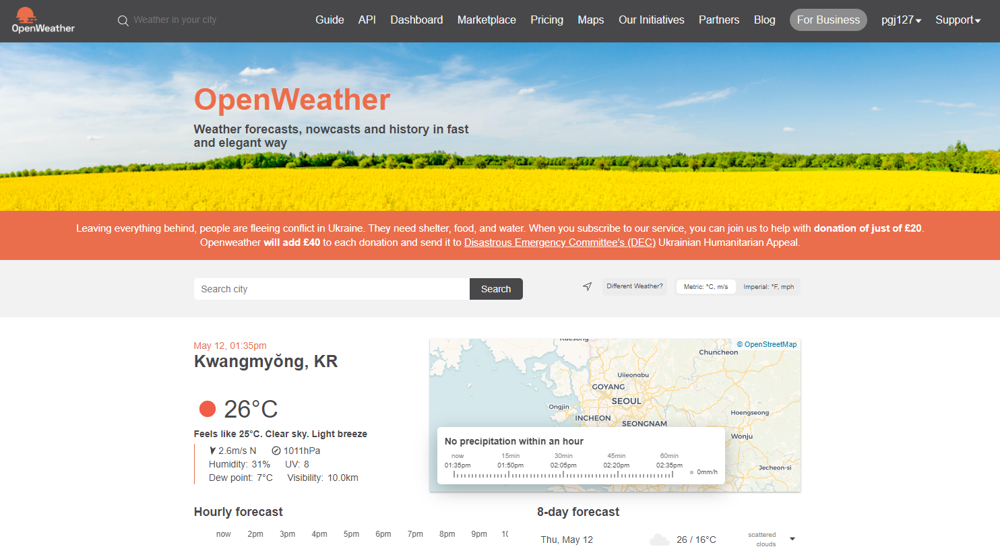 OpenWeather
Weather in your city
Guide API Dashboard Marketplace Pricing Maps Our Initiatives Partners Blog For Business pgj127 Support
OpenWeather
Weather forecasts, nowcasts and history in fast
and elegant way
Leaving everything behind, people are fleeing conflict in Ukraine. They need shelter, food, and water. When you subscribe to our service, you can join us to help with donation of just of £20.
Openweather will add £40 to each donation and send it to Disastrous Emergency Committee's (DEC) Ukrainian Humanitarian Appeal.
Search city Search
Different Weather? Metric: °C, m/s Imperial: °F, mph
May 12, 01:35pm
Kwangmyŏng, KR
26°C
Feels like 25°C. Clear sky. Light breeze
2.6m/s N 1011hPa
Humidity: 31% UV: 8
Dew point: 7°C Visibility: 10.0km
© OpenStreetMap
Chuncheon
Uijeongbu
GOYANG
SEOUL
Ongjin
Hoengseong
INCHEON
SEONGNAM
Wonju
Jecheon-si
No precipitation within an hour
now 15min 30min 45min 60min
01:35pm 01:50pm 02:05pm 02:20pm 02:35pm
0mm/h
Hourly forecast
now 2pm 3pm 4pm 5pm 6pm 7pm 8pm 9pm
8-day forecast
Thu, May 12 26 / 16°C scattered
clouds